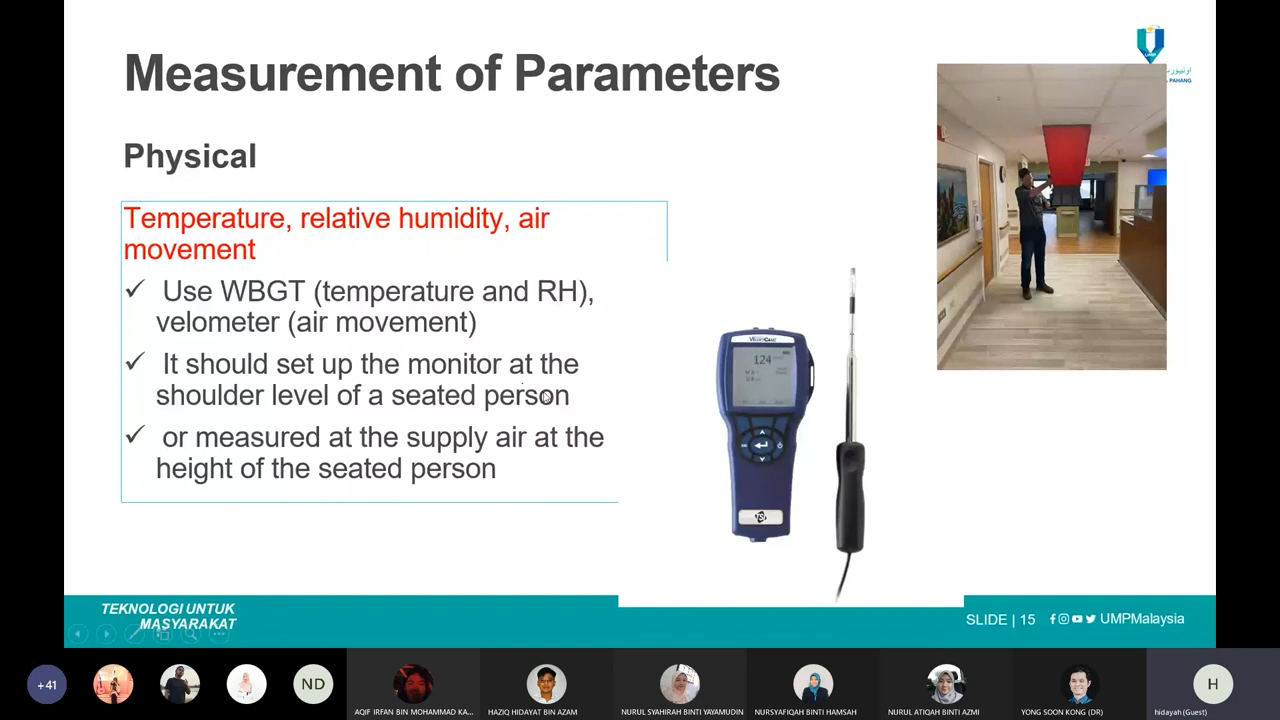 Measurement of Parameters
اونيۏرس
PAHANG
Physical
Temperature, relative humidity, air
movement
✓ Use WBGT (temperature and RH),
velometer (air movement)
✓ It should set up the monitor at the
shoulder level of a seated person
✓ or measured at the supply air at the
height of the seated person
124
TEKNOLOGI UNTUK
MASYARAKAT
SLIDE | 15
UMPMalaysia
+41
ND
AQIF IRFAN BIN MOHAMMAD KA...
HAZIQ HIDAYAT BIN AZAM
NURUL SYAHIRAH BINTI YAYAMUDIN
NURSYAFIQAH BINTI HAMSAH
NURUL ATIQAH BINTI AZMI
YONG SOON KONG (DR)
H
hidayah (Guest)